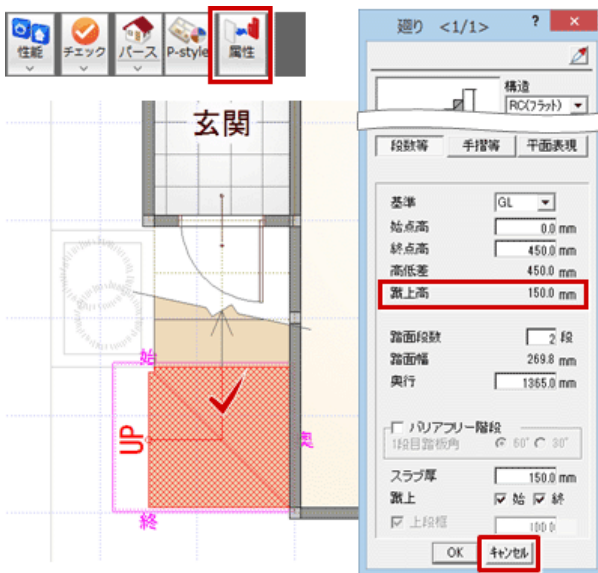 性能 チェック パース P-style 属性
玄関
始
UP
終
廻り <1/1> ? ×
構造
RC(フラット)
段数等 手摺等 平面表現
基準 GL
始点高 0.0 mm
終点高 450.0 mm
高低差 450.0 mm
蹴上高 150.0 mm
踏面段数 2 段
踏面幅 269.8 mm
奥行 1365.0 mm
バリアフリー階段
1段目踏板角 60° 30°
スラブ厚 150.0 mm
蹴上 始 終
上段框 100.0
OK キャンセル